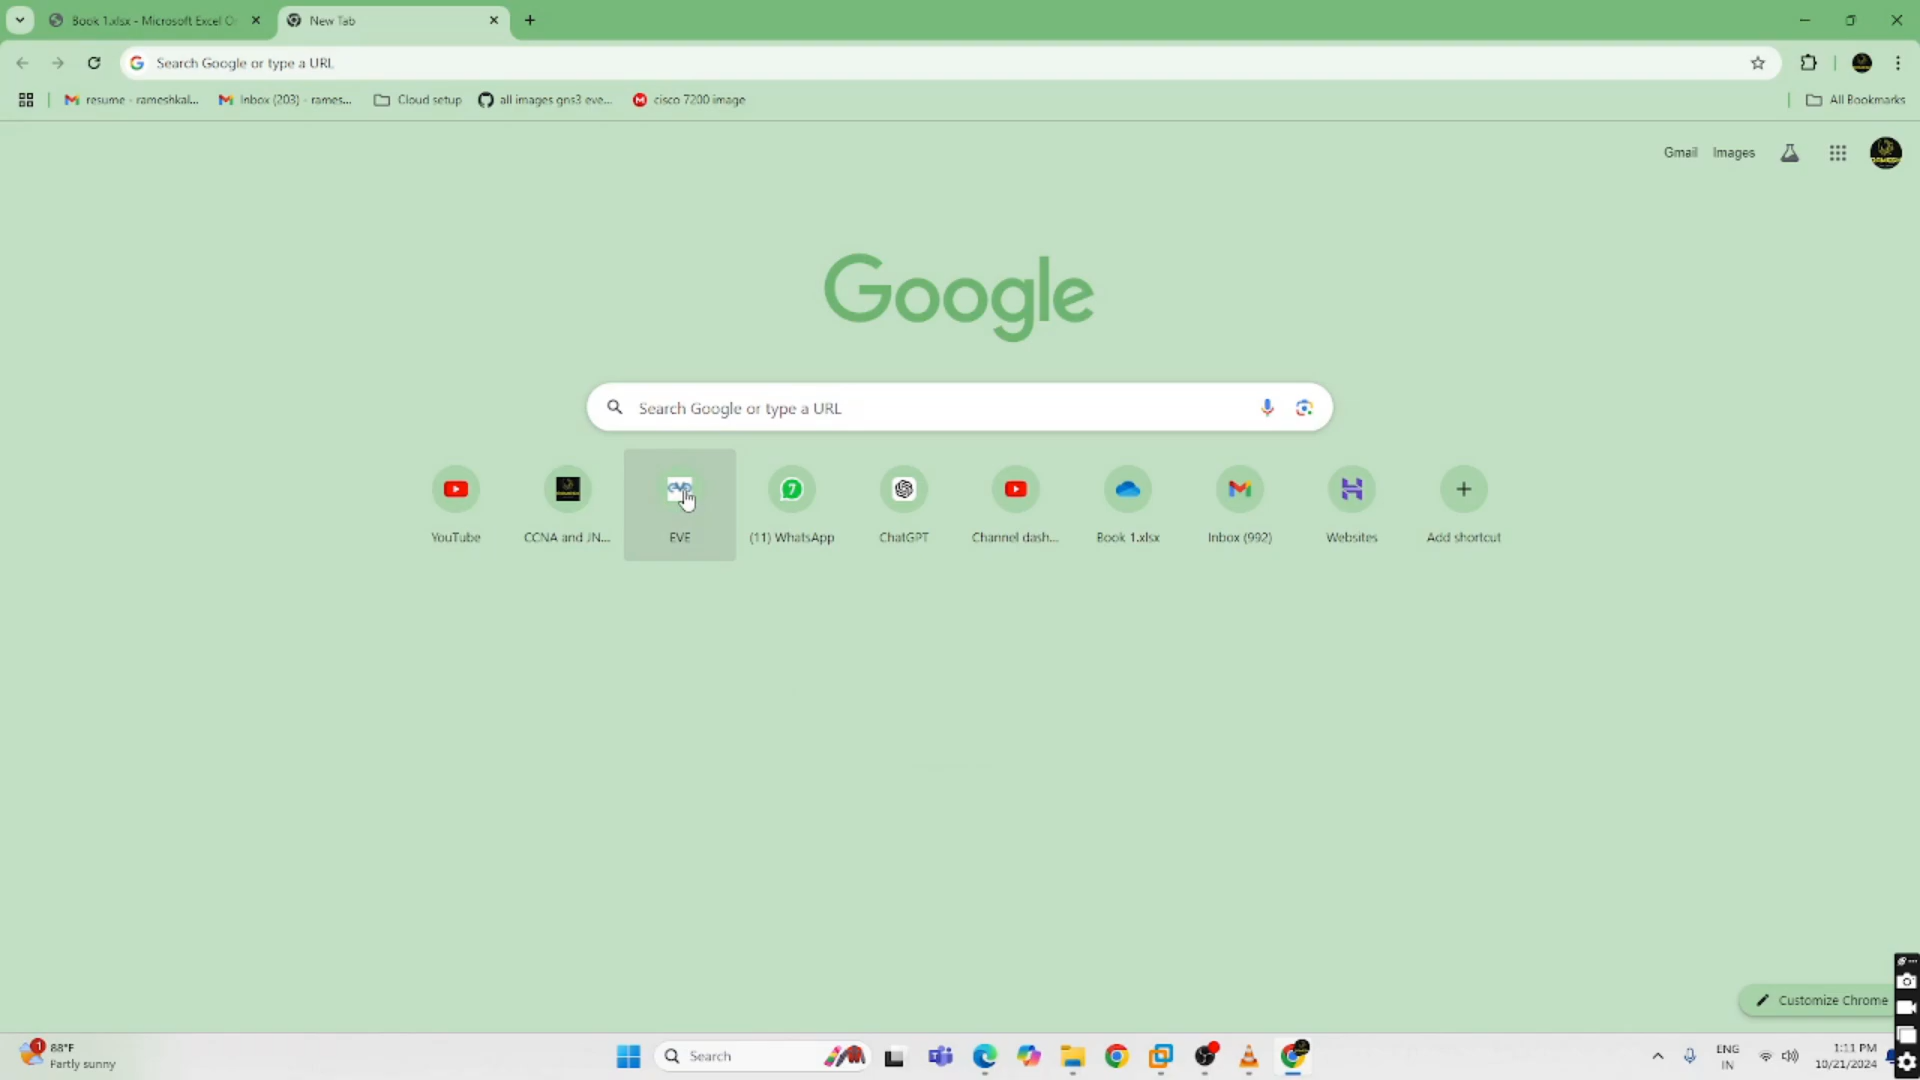 Book 1.xlsx - Microsoft Excel O
New Tab
Search Google or type a URL
resume - rameshkal...
Inbox (203) - rames...
Cloud setup
all images gns3 eve...
cisco 7200 image
All Bookmarks
Gmail
Images
Google
Search Google or type a URL
YouTube
CCNA and JN...
EVE
(11) WhatsApp
ChatGPT
Channel dash...
Book 1.xlsx
Inbox (992)
Websites
Add shortcut
Customize Chrome
88°F
Partly sunny
Search
ENG
IN
1:11 PM
10/21/2024